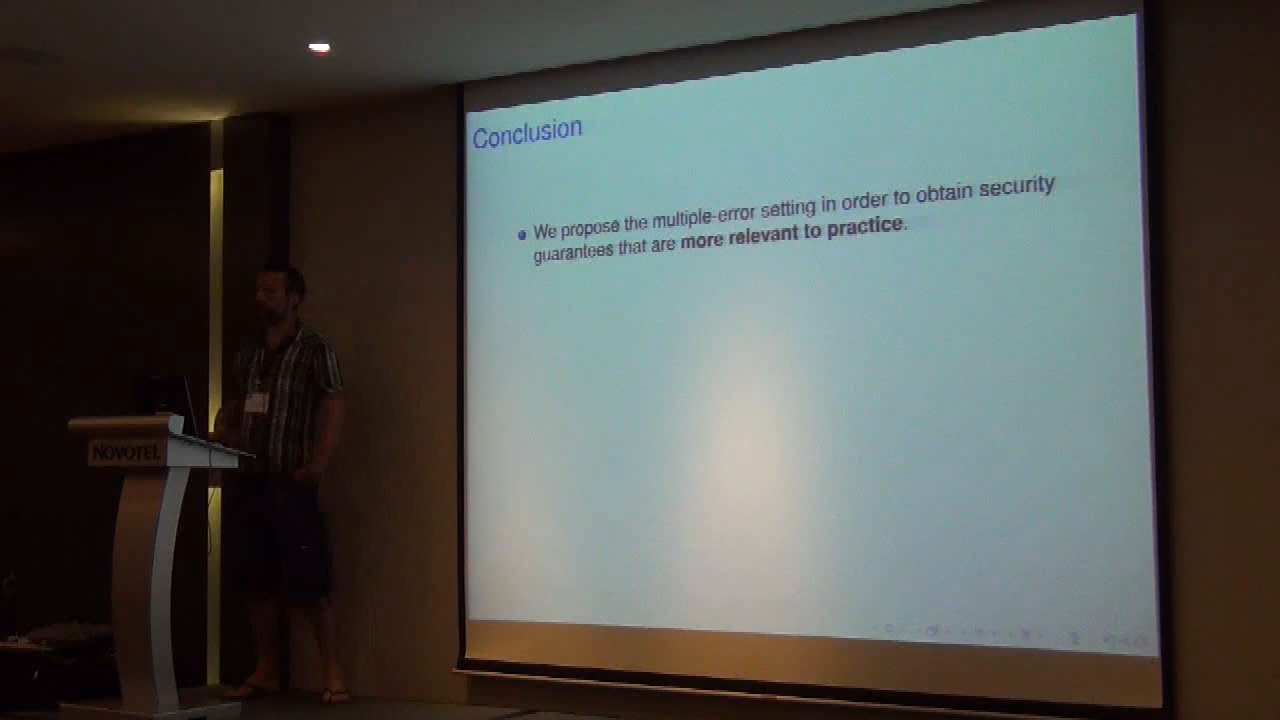 Conclusion
We propose the multiple-error setting in order to obtain security
guarantees that are more relevant to practice.
NOVOTEL